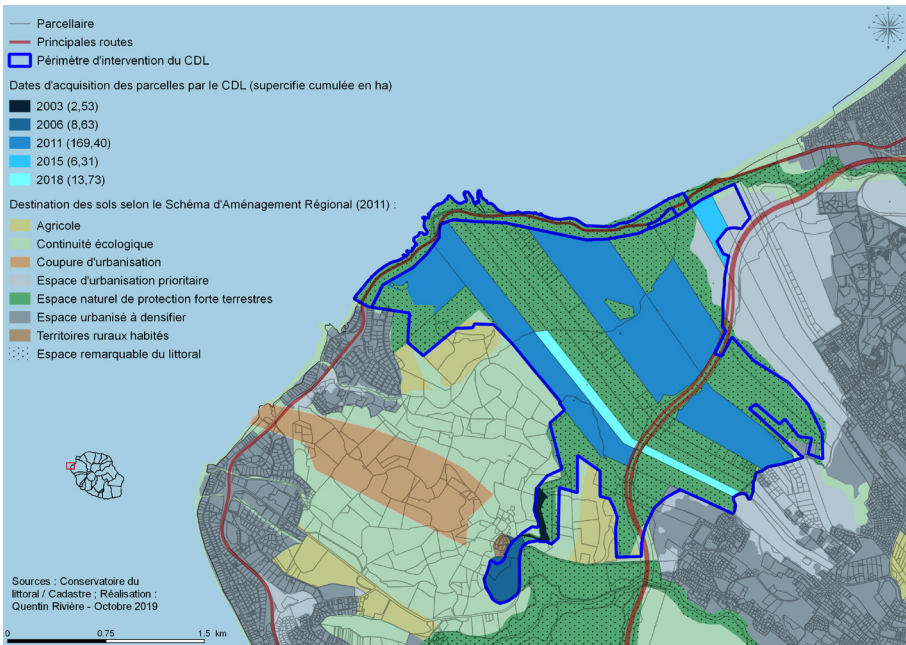 Parcellaire
Principales routes
Périmètre d'intervention du CDL
Dates d'acquisition des parcelles par le CDL (supercifie cumulée en ha)
2003 (2,53)
2006 (8,63)
2011 (169,40)
2015 (6,31)
2018 (13,73)
Destination des sols selon le Schéma d'Aménagement Régional (2011) :
Agricole
Continuité écologique
Coupure d'urbanisation
Espace d'urbanisation prioritaire
Espace naturel de protection forte terrestres
Espace urbanisé à densifier
Territoires ruraux habités
Espace remarquable du littoral
Sources : Conservatoire du
littoral / Cadastre ; Réalisation :
Quentin Rivière - Octobre 2019
0 0.75 1.5 km